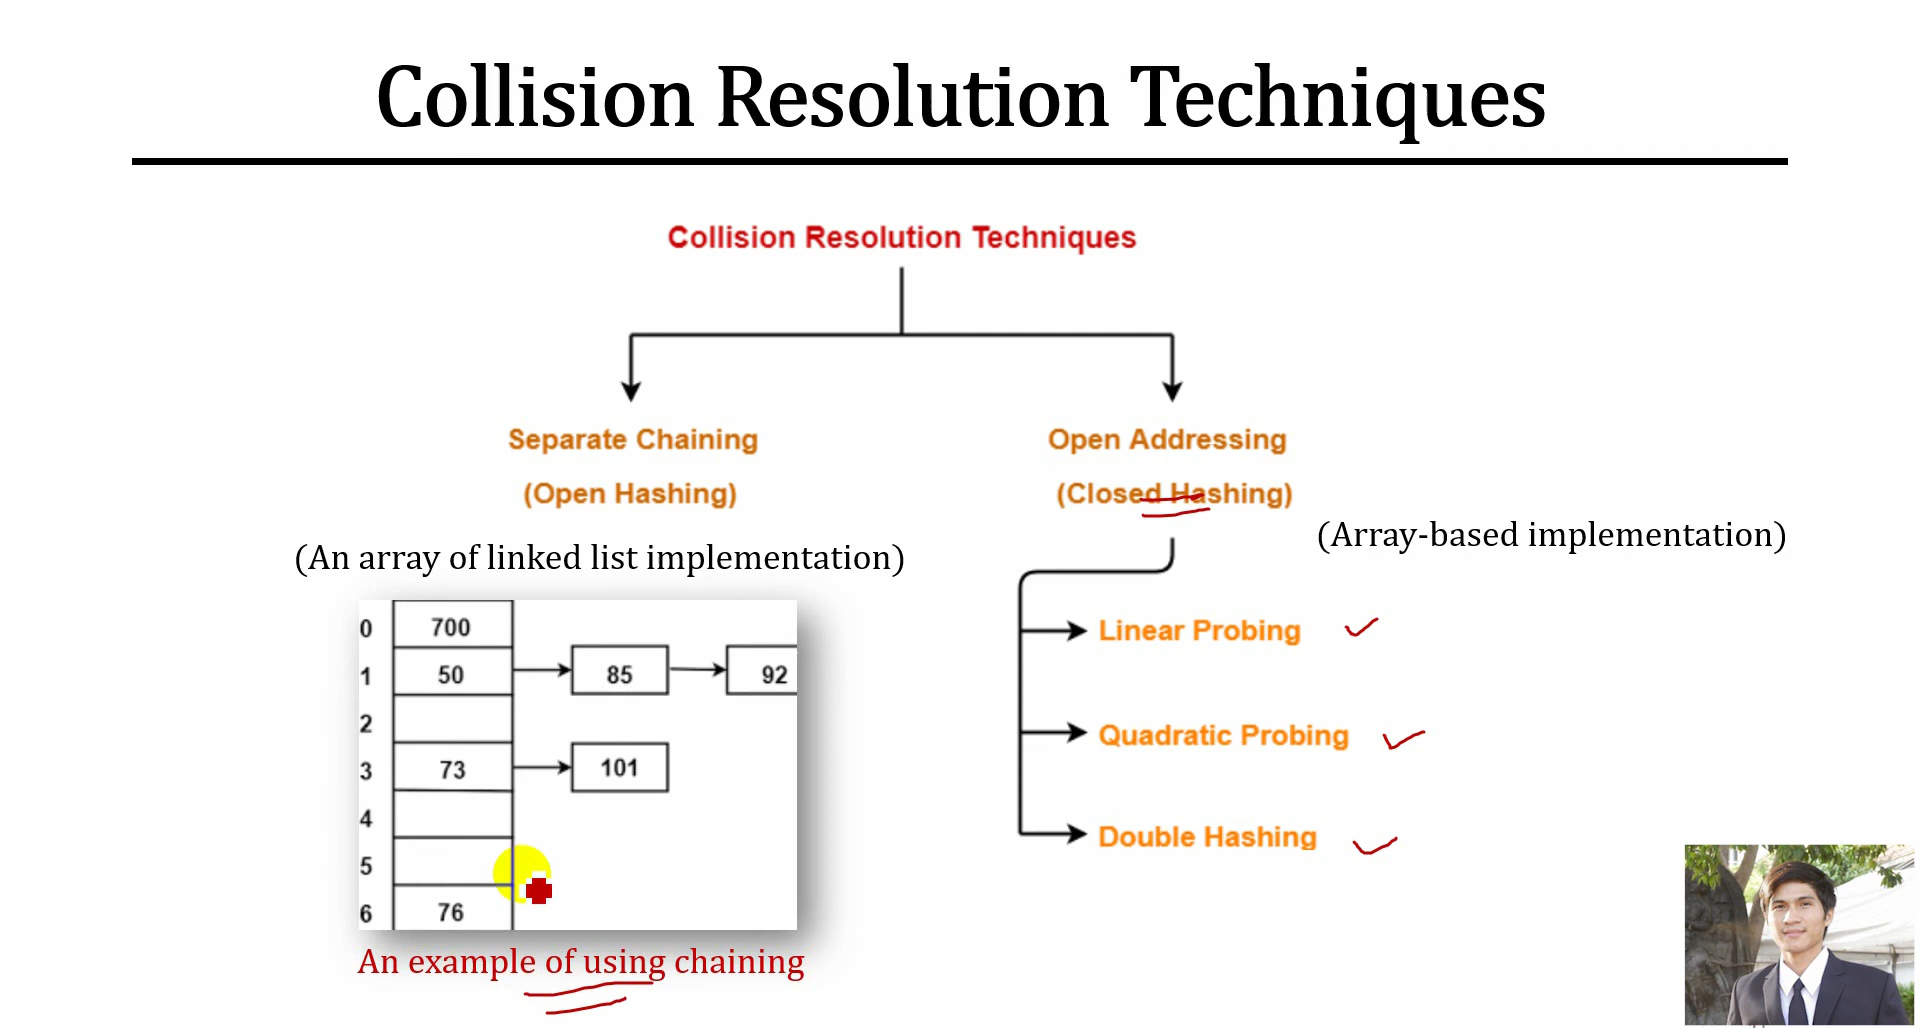 Collision Resolution Techniques
Collision Resolution Techniques
Separate Chaining
(Open Hashing)
(An array of linked list implementation)
0 700
1 50 85 92
2
3 73 101
4
5
6 76
An example of using chaining
Open Addressing
(Closed Hashing)
(Array-based implementation)
Linear Probing
Quadratic Probing
Double Hashing